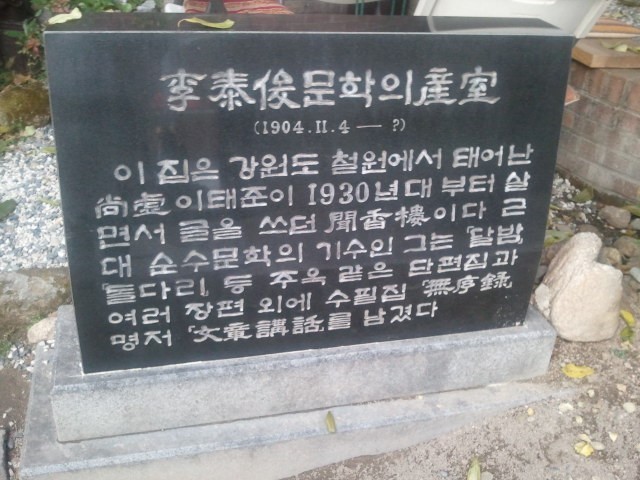 李泰俊문학의產室
(1904.11.4 — ?)
이 집은 강원도 철원에서 태어난
尙虛 이태준이 1930년대 부터 살
면서 글을 쓰던 聞香樓이다 근
대 순수문학의 기수인 그는 「달밤」,
「돌다리」 등 주옥 같은 단편집과
여러 장편 외에 수필집 「無序錄」
명저 「文章講話」를 남겼다